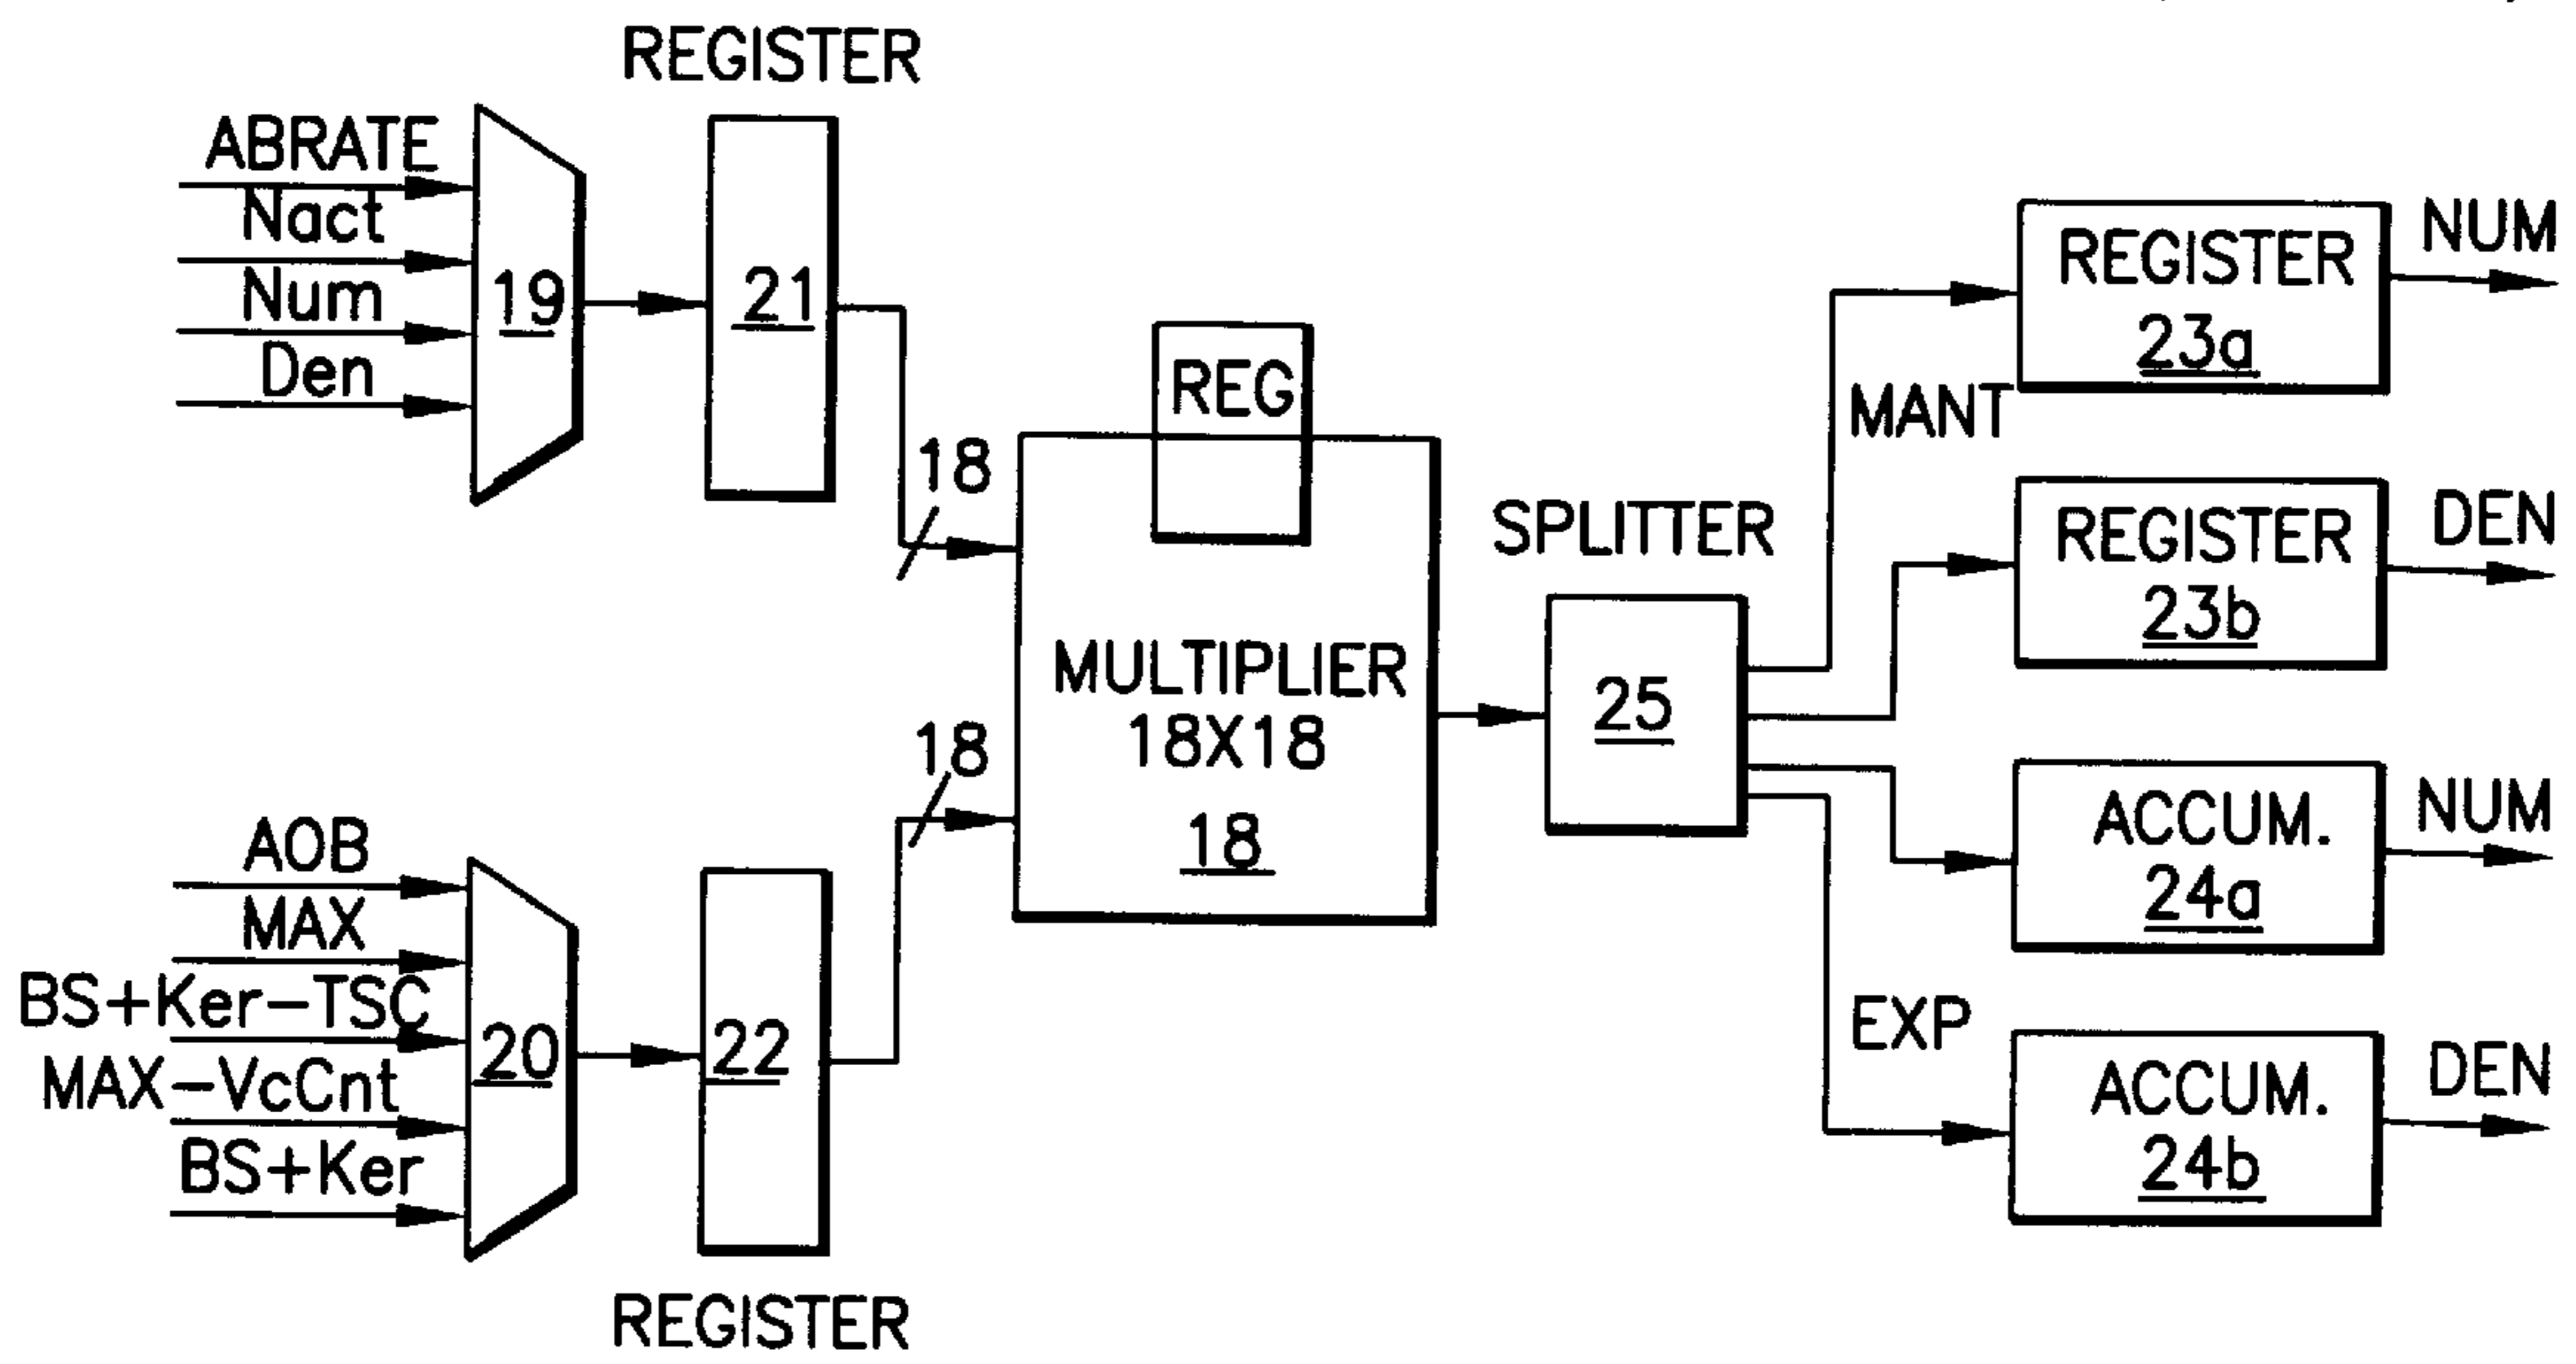 REGISTER
ABRATE
Nact
Num
Den
19
21
18
REG
MULTIPLIER
18X18
18
SPLITTER
25
MANT
REGISTER
23a
NUM
REGISTER
23b
DEN
AOB
MAX
BS+Ker-TSC
MAX-VcCnt
BS+Ker
20
22
REGISTER
18
EXP
ACCUM.
24a
NUM
ACCUM.
24b
DEN